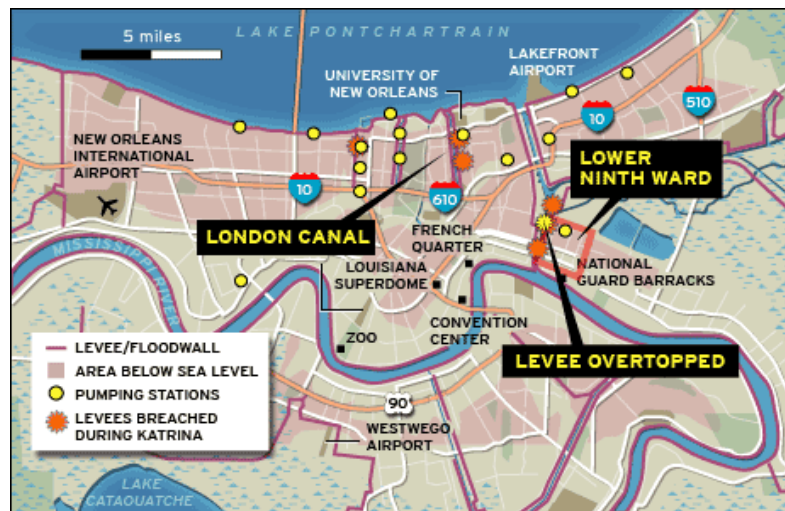 5 miles
LAKE PONTCHARTRAIN
LAKEFRONT
AIRPORT
UNIVERSITY OF
NEW ORLEANS
510
10
NEW ORLEANS
INTERNATIONAL
AIRPORT
LOWER
NINTH WARD
10
610
LONDON CANAL
FRENCH
QUARTER
MISSISSIPPI
RIVER
LOUISIANA
SUPERDOME
NATIONAL
GUARD BARRACKS
CONVENTION
CENTER
ZOO
LEVEE OVERTOPPED
LEVEE/FLOODWALL
AREA BELOW SEA LEVEL
PUMPING STATIONS
LEVEES BREACHED
DURING KATRINA
90
WESTWEGO
AIRPORT
LAKE
CATAOUATCHE